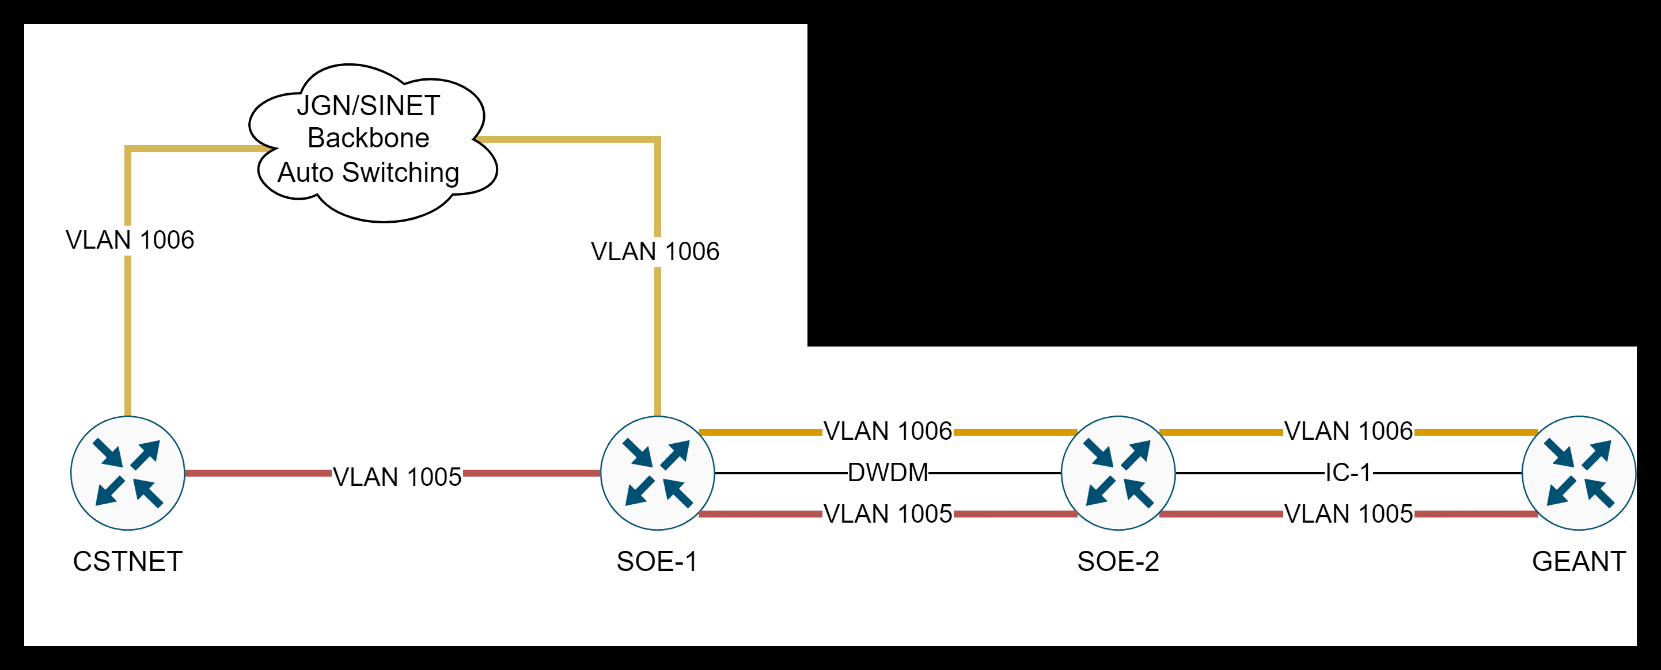 JGN/SINET
Backbone
Auto Switching
VLAN 1006
VLAN 1006
VLAN 1006
VLAN 1006
DWDM
IC-1
VLAN 1005
VLAN 1005
VLAN 1005
CSTNET
SOE-1
SOE-2
GEANT